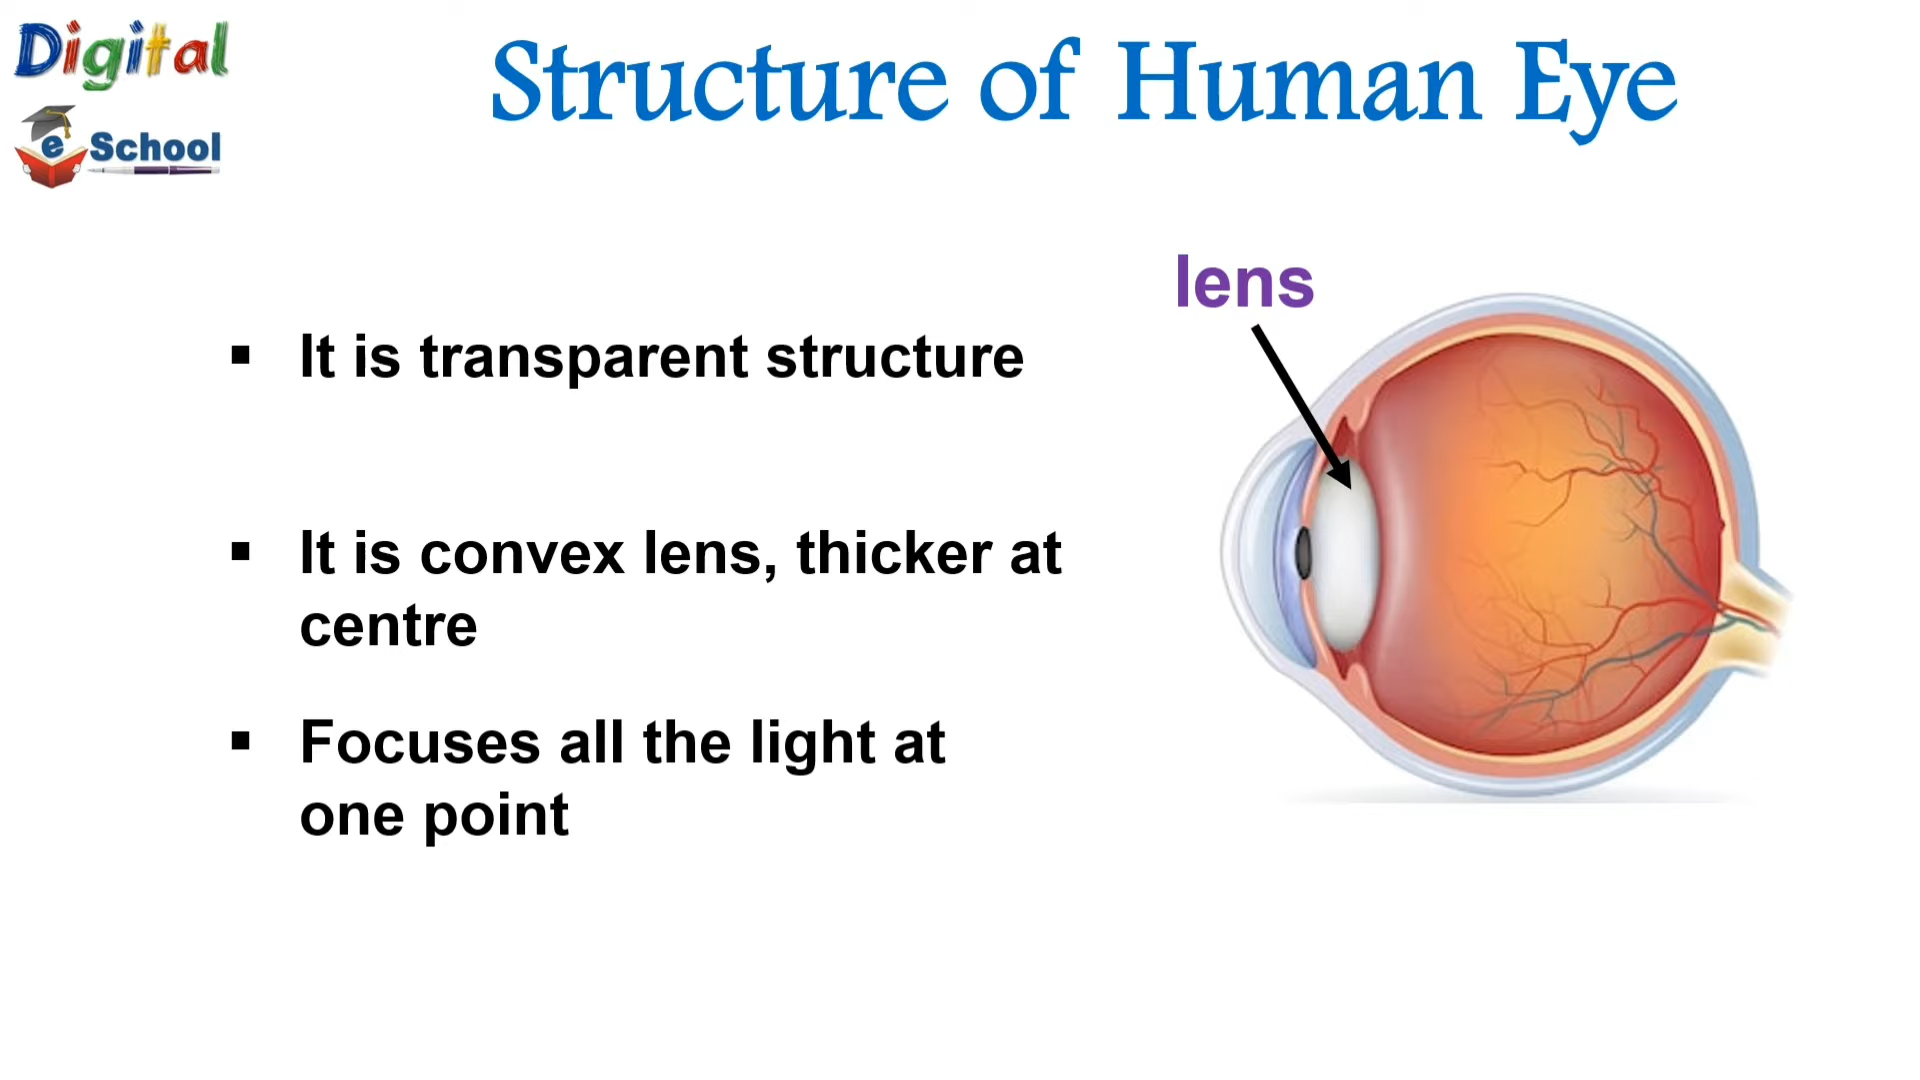 Digital
e School
Structure of Human Eye
lens
▪ It is transparent structure
▪ It is convex lens, thicker at
centre
▪ Focuses all the light at
one point